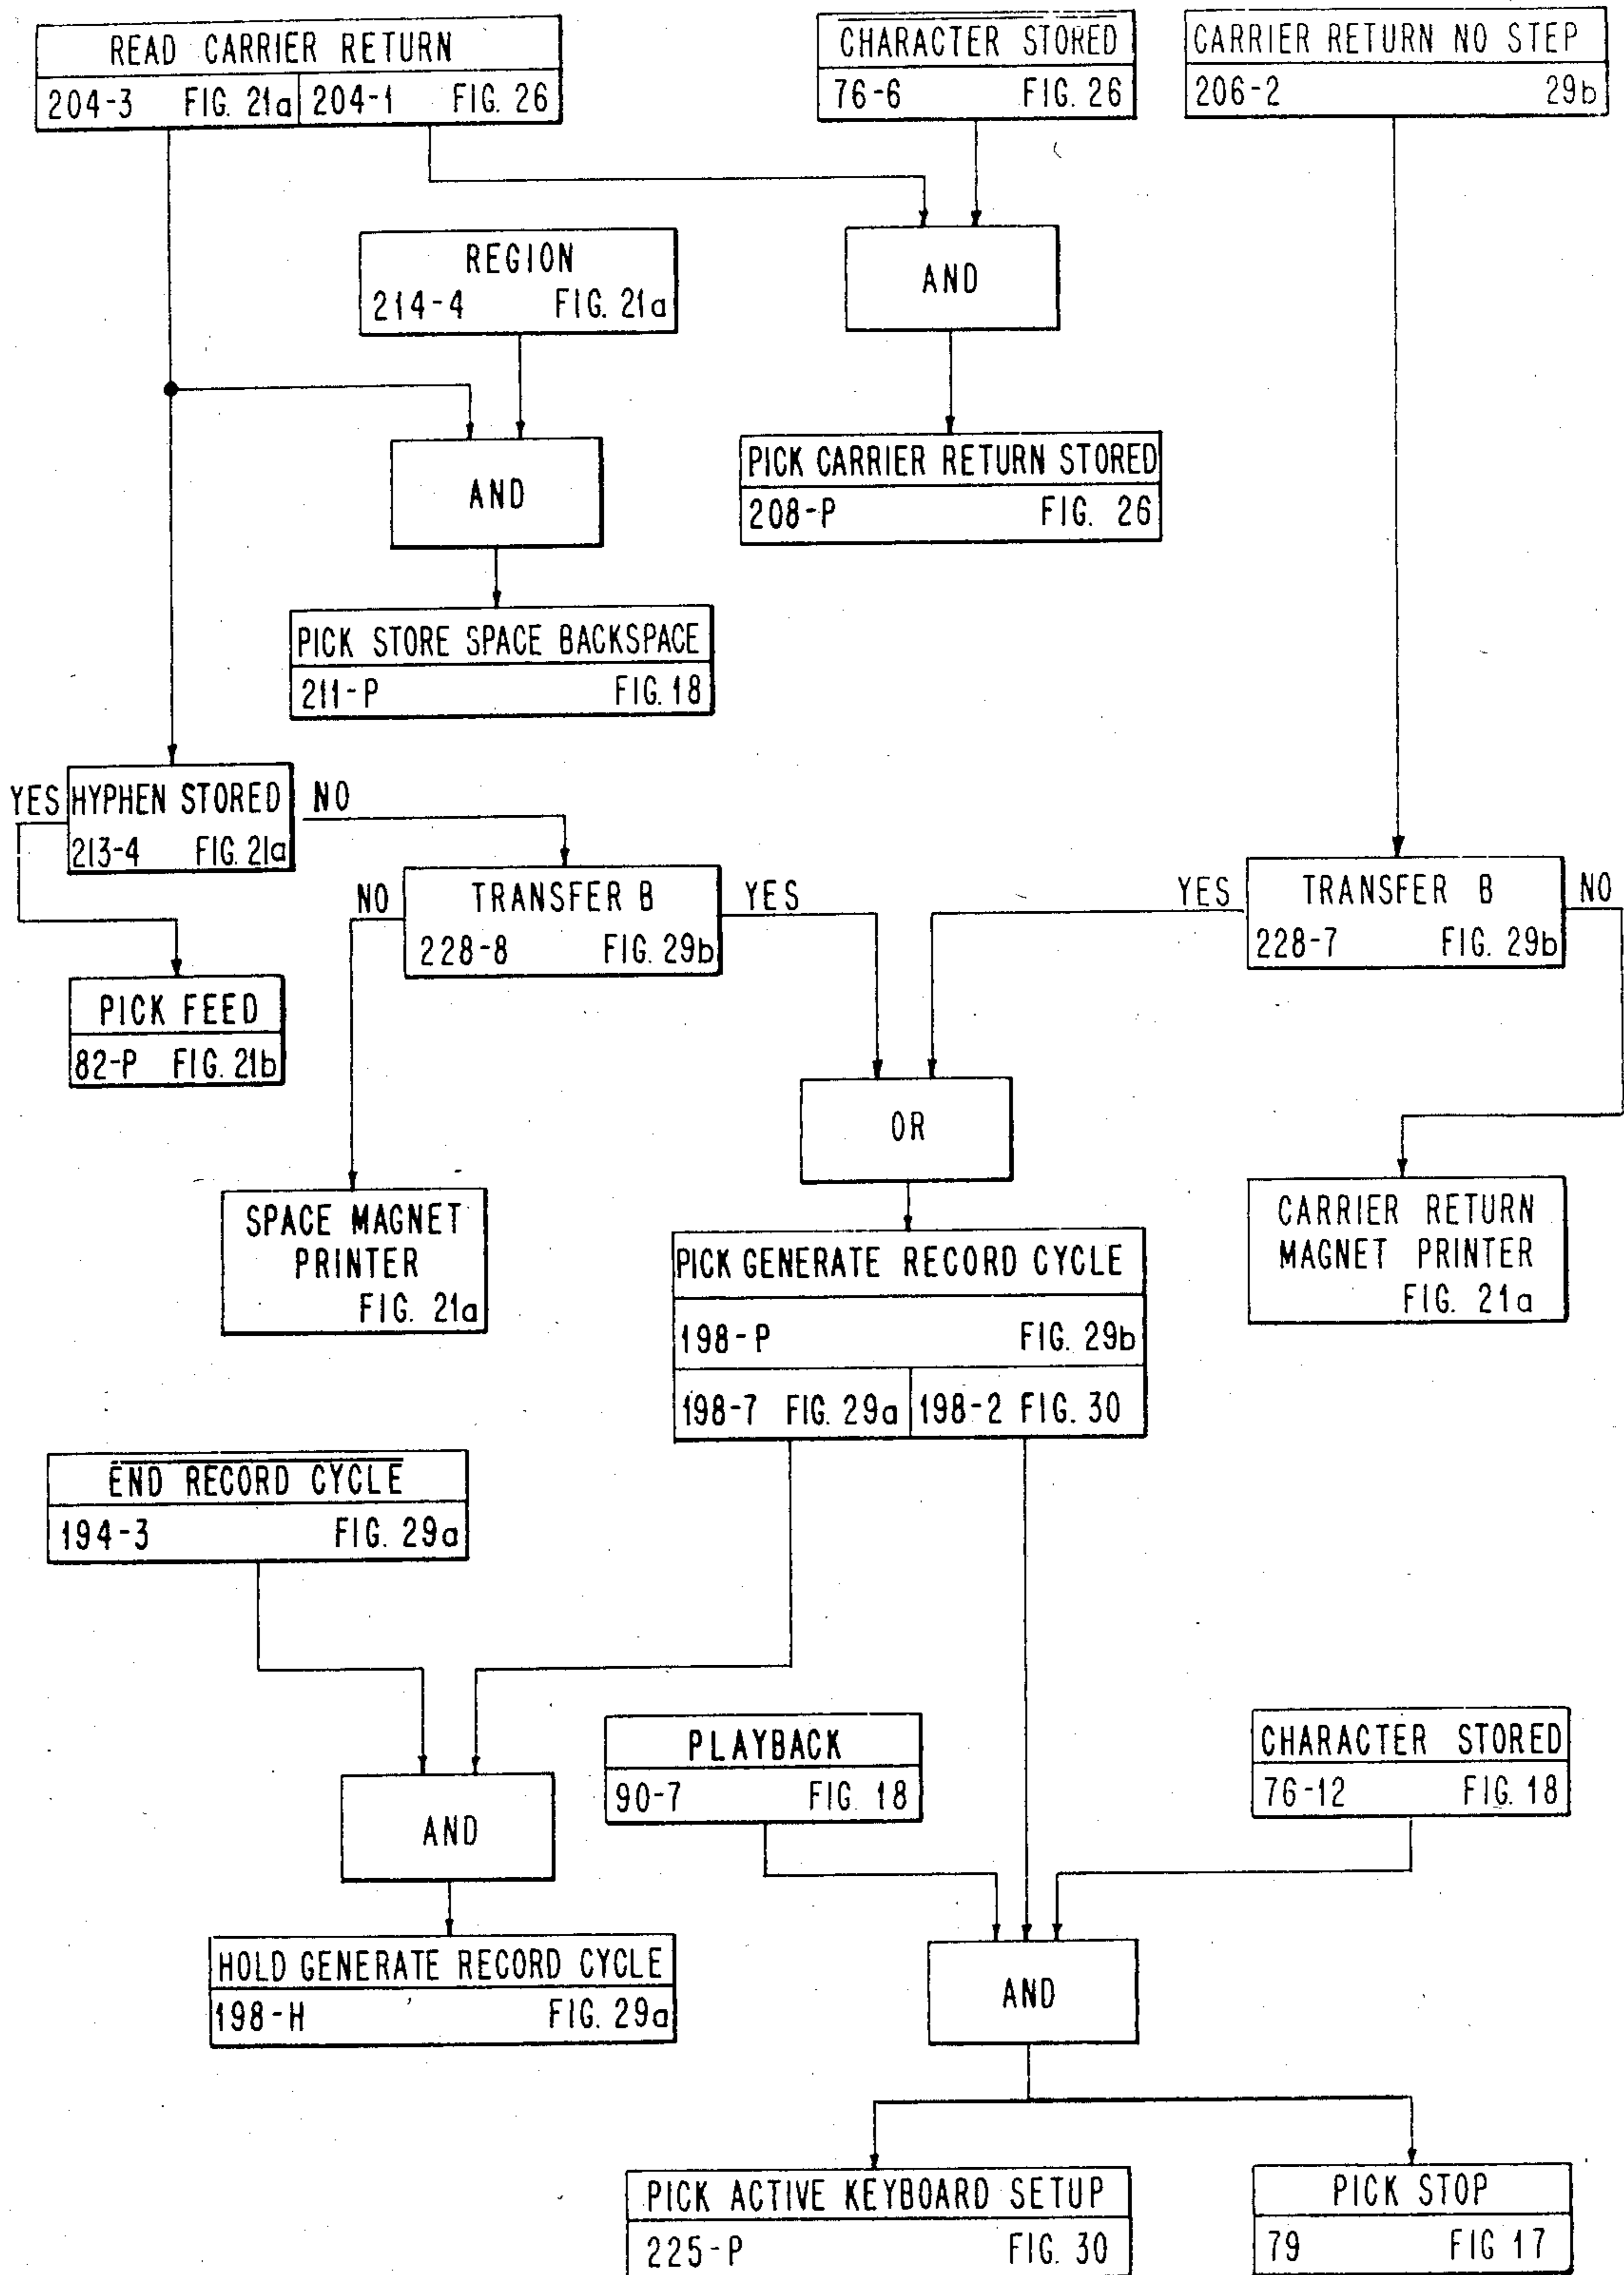 READ CARRIER RETURN
204-3 FIG. 21a 204-1 FIG. 26
CHARACTER STORED
76-6 FIG. 26
CARRIER RETURN NO STEP
206-2 29b
REGION
214-4 FIG. 21a
AND
AND
PICK CARRIER RETURN STORED
208-P FIG. 26
PICK STORE SPACE BACKSPACE
211-P FIG. 18
YES HYPHEN STORED NO
213-4 FIG. 21a
NO TRANSFER B YES
228-8 FIG. 29b
YES TRANSFER B NO
228-7 FIG. 29b
PICK FEED
82-P FIG. 21b
OR
SPACE MAGNET
PRINTER
FIG. 21a
CARRIER RETURN
MAGNET PRINTER
FIG. 21a
PICK GENERATE RECORD CYCLE
198-P FIG. 29b
198-7 FIG. 29a 198-2 FIG. 30
END RECORD CYCLE
194-3 FIG. 29a
PLAYBACK
90-7 FIG. 18
CHARACTER STORED
76-12 FIG. 18
AND
HOLD GENERATE RECORD CYCLE
198-H FIG. 29a
AND
PICK ACTIVE KEYBOARD SETUP
225-P FIG. 30
PICK STOP
79 FIG 17